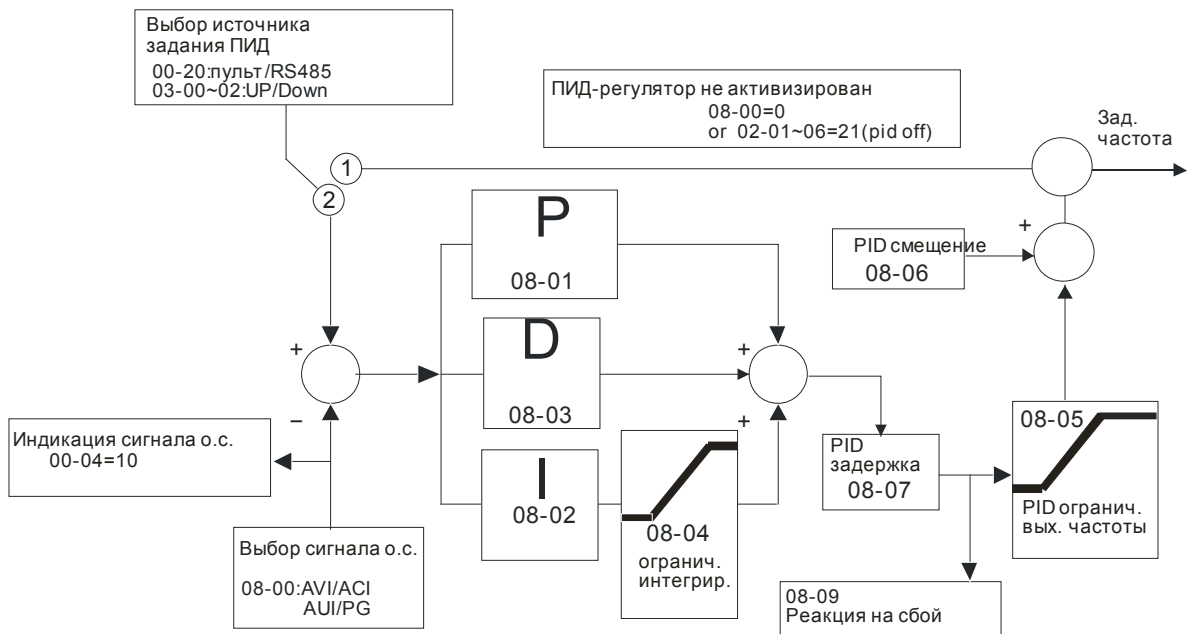 Выбор источника
задания ПИД
00-20:пульт/RS485
03-00~02:UP/Down
ПИД-регулятор не активизирован
08-00=0
or 02-01~06=21(pid off)
Зад.
частота
1
2
P
08-01
+
PID смещение
08-06
D
08-03
+
−
+
+
Индикация сигнала о.с.
00-04=10
I
08-02
08-04
огранич.
интегрир.
PID
задержка
08-07
08-05
PID огранич.
вых. частоты
Выбор сигнала о.с.
08-00:AVI/ACI
AUI/PG
08-09
Реакция на сбой